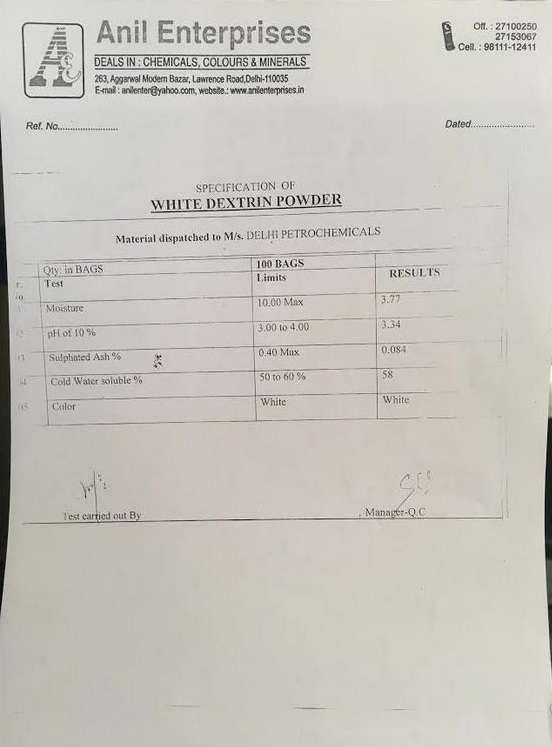 Anil Enterprises
DEALS IN : CHEMICALS, COLOURS & MINERALS
263, Aggarwal Modern Bazar, Lawrence Road, Delhi-110035
E-mail : anilenter@yahoo.com, website.: www.anilenterprises.in
Off. : 27100250
27153067
Cell. : 98111-12411
Ref. No.......................
Dated.......................
SPECIFICATION OF
WHITE DEXTRIN POWDER
Material dispatched to M/s. DELHI PETROCHEMICALS
Qty: in BAGS 100 BAGS
Test Limits RESULTS
Moisture 10.00 Max 3.77
pH of 10 % 3.00 to 4.00 3.34
Sulphated Ash % 0.40 Max 0.084
Cold Water soluble % 50 to 60 % 58
05 Color White White
Test carried out By . Manager-Q.C